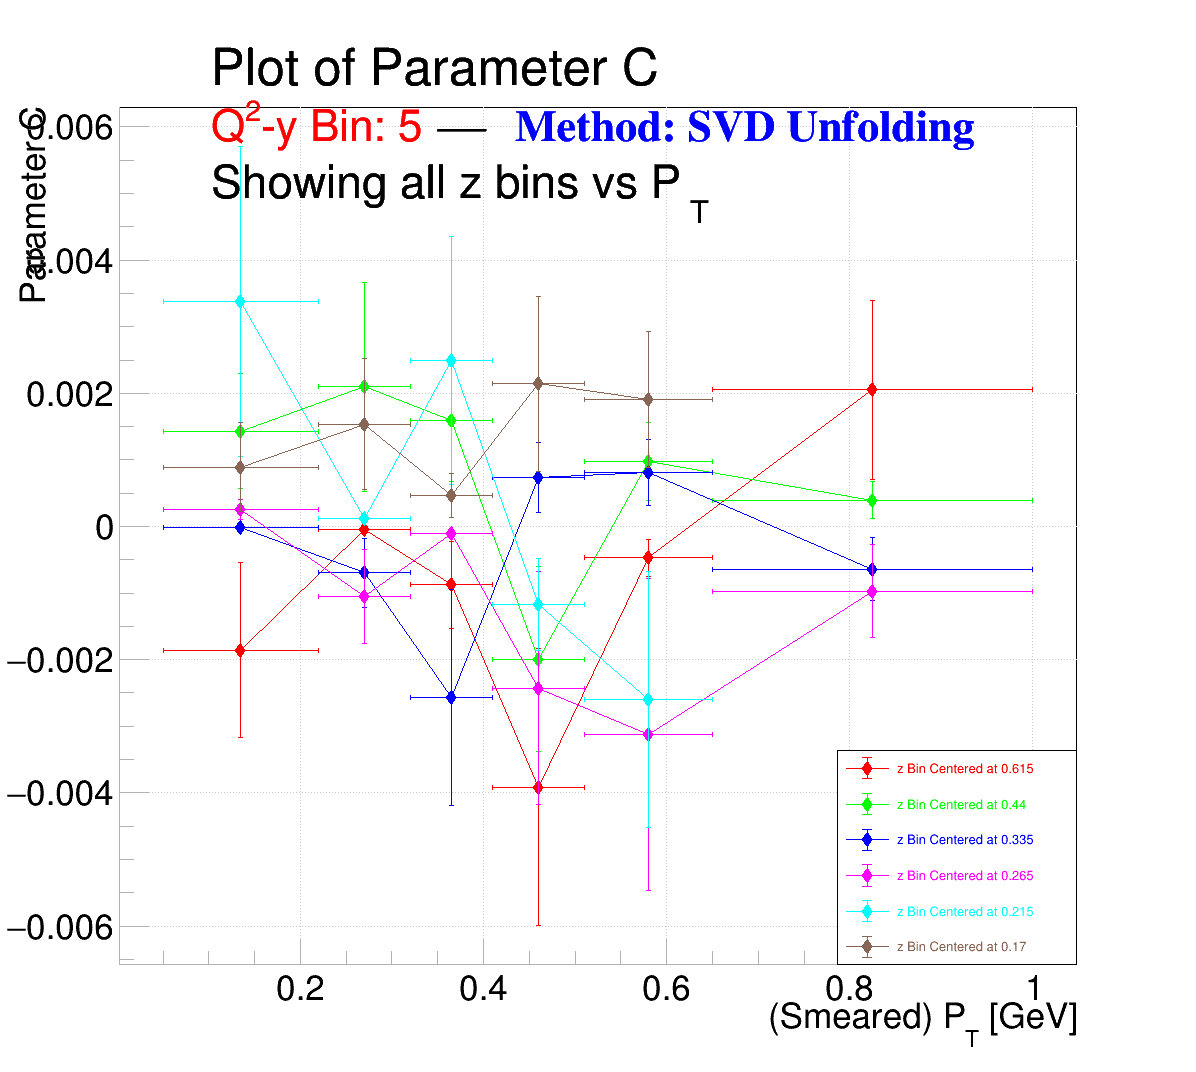 Plot of Parameter C
Q²-y Bin: 5 — Method: SVD Unfolding
Showing all z bins vs P_T
Parameter C
0.006
0.004
0.002
0
−0.002
−0.004
−0.006
z Bin Centered at 0.615
z Bin Centered at 0.44
z Bin Centered at 0.335
z Bin Centered at 0.265
z Bin Centered at 0.215
z Bin Centered at 0.17
0.2 0.4 0.6 0.8 1
(Smeared) P_T [GeV]